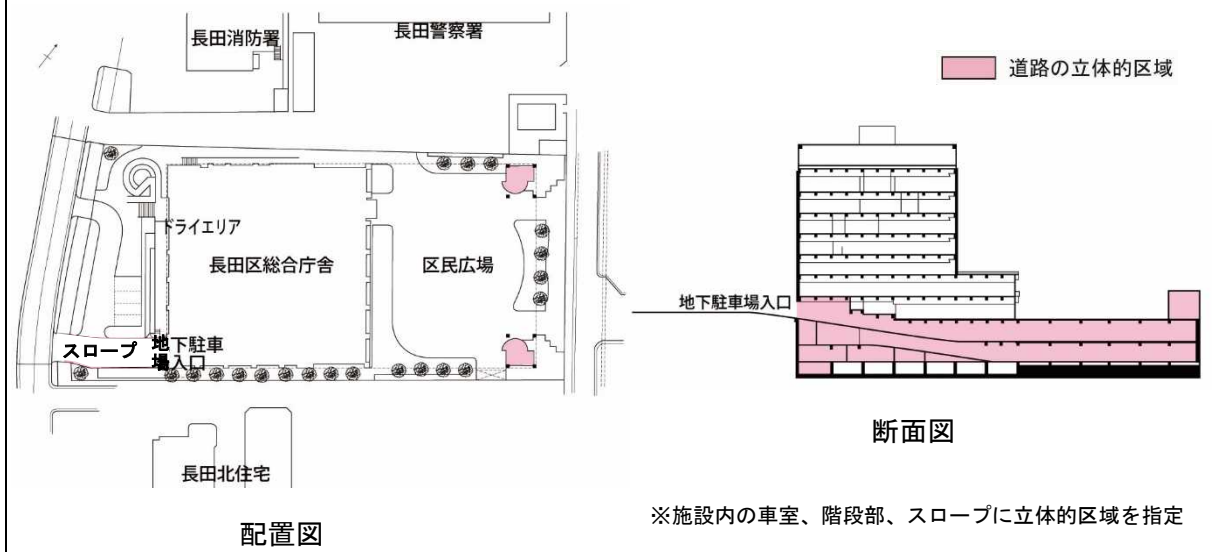 長田消防署
長田警察署
道路の立体的区域
ドライエリア
長田区総合庁舎
区民広場
スロープ
地下駐車
場入口
長田北住宅
配置図
地下駐車場入口
断面図
※施設内の車室、階段部、スロープに立体的区域を指定